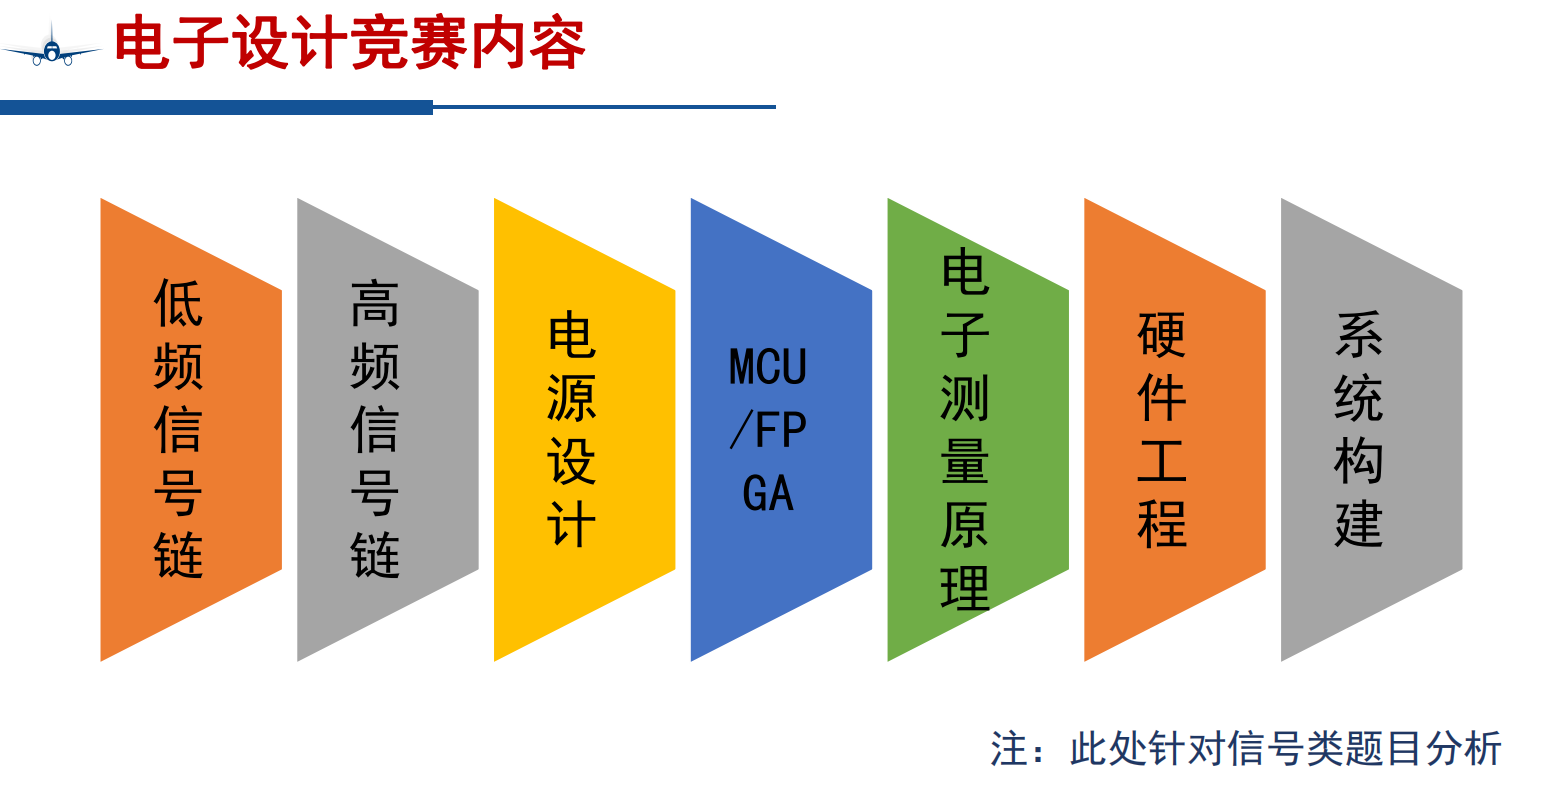 电子设计竞赛内容
低
频
信
号
链
高
频
信
号
链
电
源
设
计
MCU
/FP
GA
电
子
测
量
原
理
硬
件
工
程
系
统
构
建
注：此处针对信号类题目分析